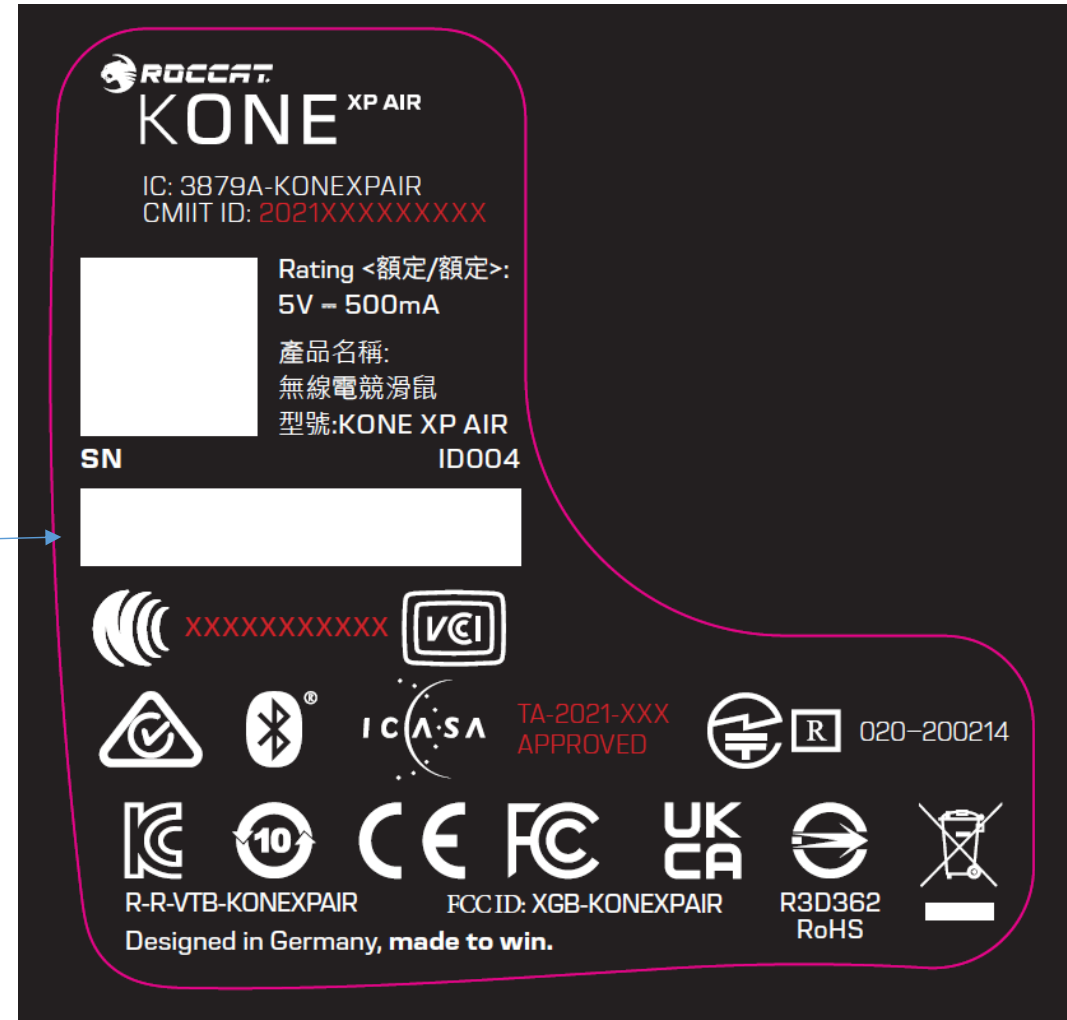 ROCCAT.
KONE XP AIR
IC: 3879A-KONEXPAIR
CMIIT ID: 2021XXXXXXXXX
Rating <額定/額定>:
5V ⎓ 500mA
產品名稱:
無線電競滑鼠
型號:KONE XP AIR
SN ID004
XXXXXXXXXXX VCI
ICASA TA-2021-XXX
APPROVED
R 020-200214
10 CE FC UK
CA
R-R-VTB-KONEXPAIR FCC ID: XGB-KONEXPAIR R3D362
RoHS
Designed in Germany, made to win.